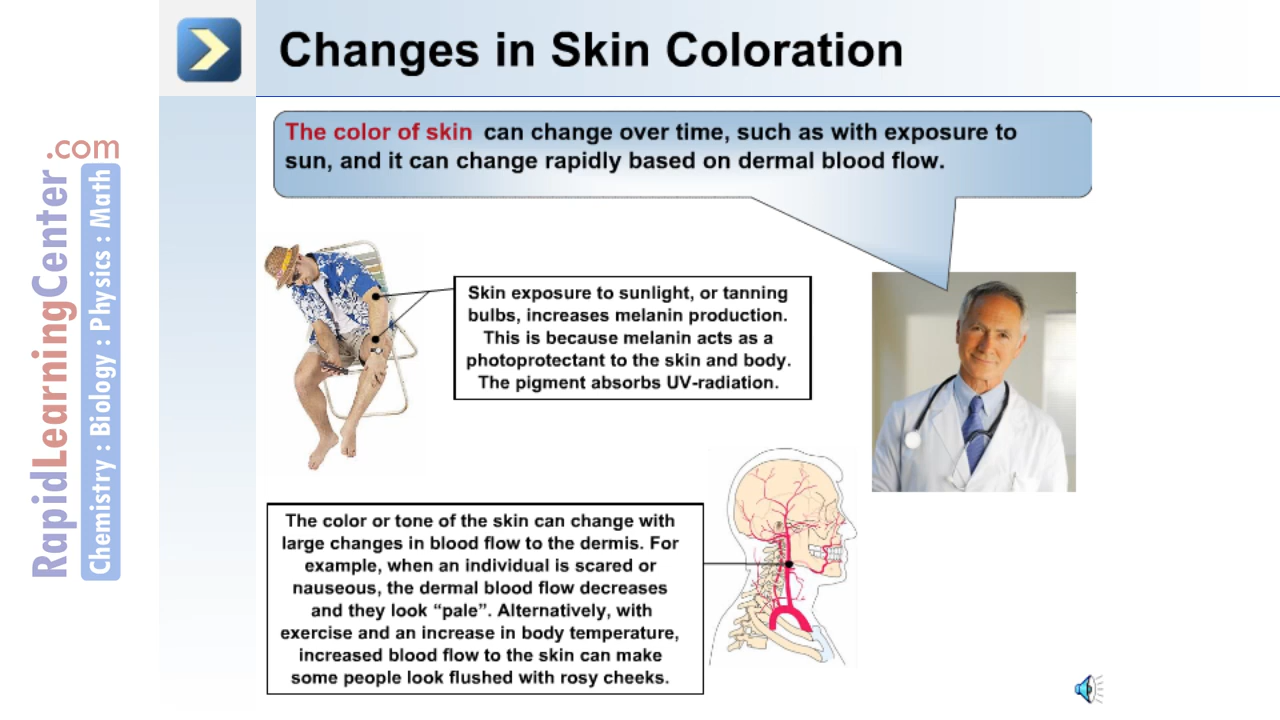 Changes in Skin Coloration
The color of skin can change over time, such as with exposure to
sun, and it can change rapidly based on dermal blood flow.
Skin exposure to sunlight, or tanning
bulbs, increases melanin production.
This is because melanin acts as a
photoprotectant to the skin and body.
The pigment absorbs UV-radiation.
The color or tone of the skin can change with
large changes in blood flow to the dermis. For
example, when an individual is scared or
nauseous, the dermal blood flow decreases
and they look “pale”. Alternatively, with
exercise and an increase in body temperature,
increased blood flow to the skin can make
some people look flushed with rosy cheeks.
RapidLearningCenter.com
Chemistry : Biology : Physics : Math